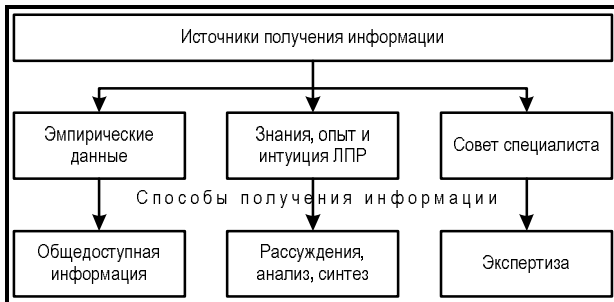 Источники получения информации
Эмпирические
данные
Знания, опыт и
интуиция ЛПР
Совет специалиста
Способы получения информации
Общедоступная
информация
Рассуждения,
анализ, синтез
Экспертиза